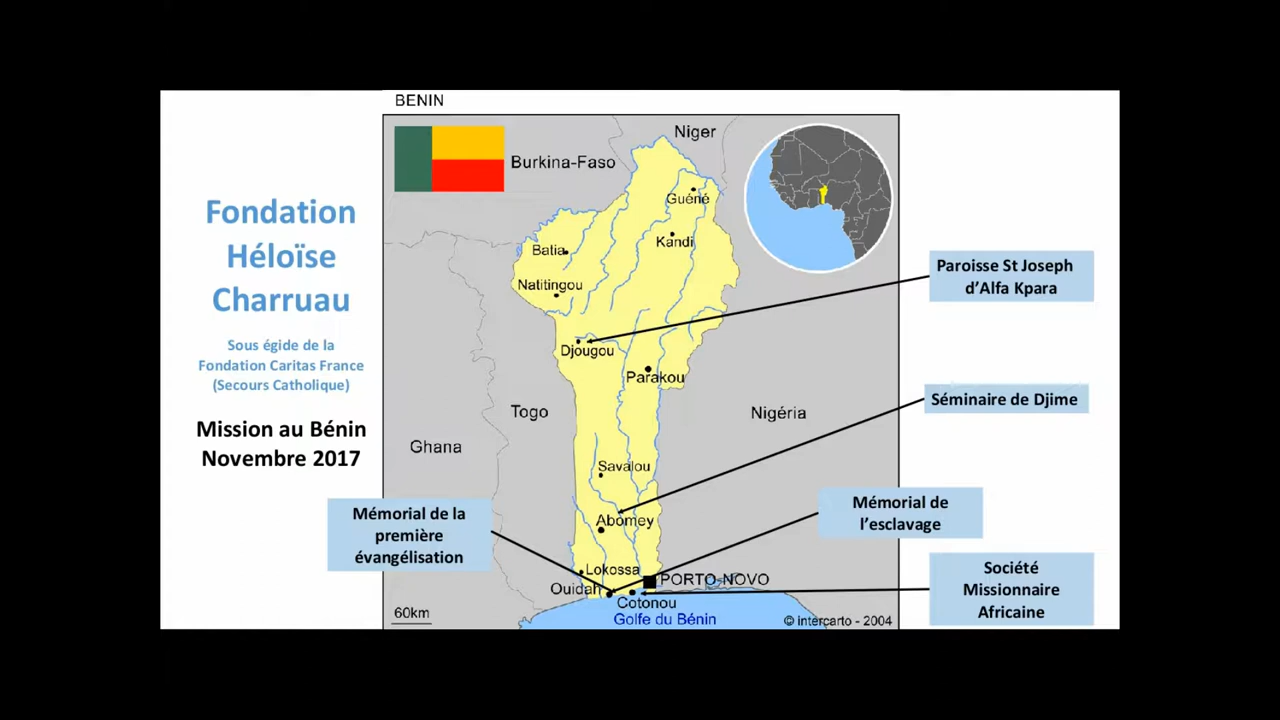 BENIN
Niger
Burkina-Faso
Guéné
Kandi
Batia
Natitingou
Djougou
Parakou
Togo
Nigéria
Ghana
Savalou
Abomey
Lokossa
PORTO-NOVO
Ouidah
Cotonou
Golfe du Bénin
60km
© intercarto - 2004
Fondation
Héloïse
Charruau
Sous égide de la
Fondation Caritas France
(Secours Catholique)
Mission au Bénin
Novembre 2017
Paroisse St Joseph
d’Alfa Kpara
Séminaire de Djime
Mémorial de
l’esclavage
Mémorial de la
première
évangélisation
Société
Missionnaire
Africaine